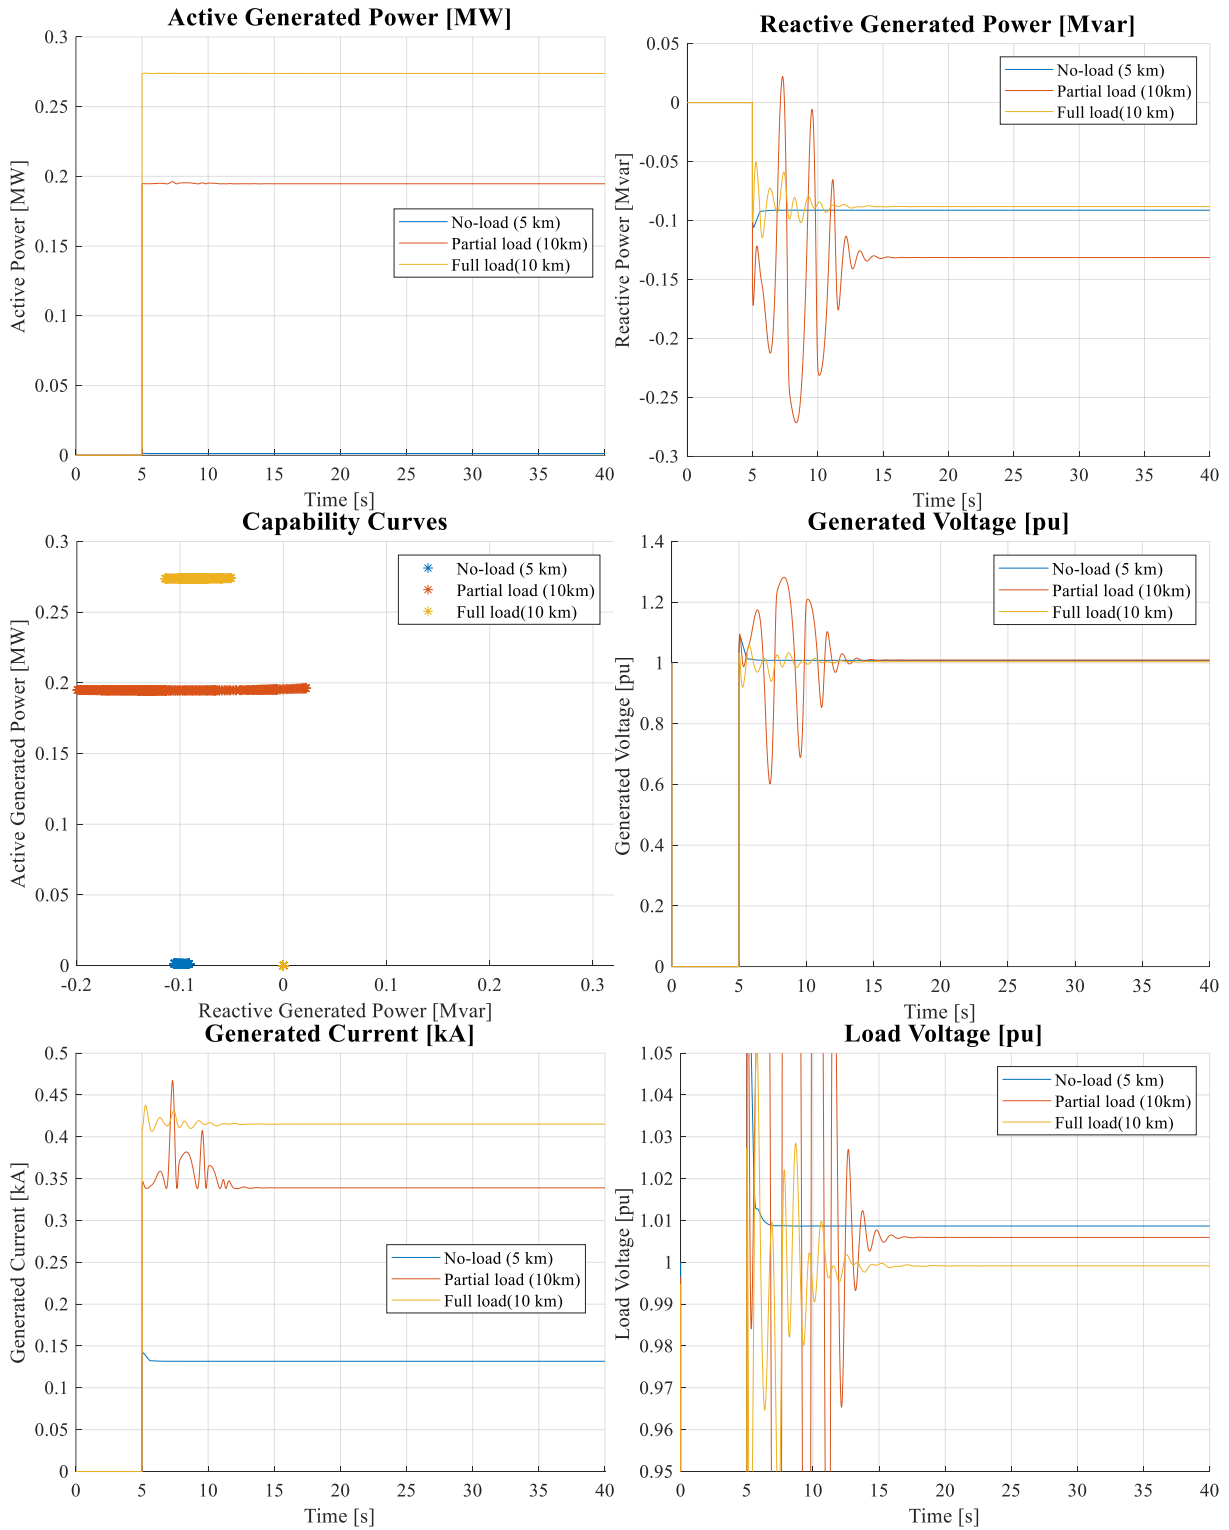 Active Generated Power [MW]
Active Power [MW]
0.3
0.25
0.2
0.15
0.1
0.05
0
No-load (5 km)
Partial load (10km)
Full load(10 km)
0 5 10 15 20 25 30 35 40
Time [s]
Reactive Generated Power [Mvar]
Reactive Power [Mvar]
0.05
0
-0.05
-0.1
-0.15
-0.2
-0.25
-0.3
No-load (5 km)
Partial load (10km)
Full load(10 km)
0 5 10 15 20 25 30 35 40
Time [s]
Capability Curves
Active Generated Power [MW]
0.3
0.25
0.2
0.15
0.1
0.05
0
No-load (5 km)
Partial load (10km)
Full load(10 km)
-0.2 -0.1 0 0.1 0.2 0.3
Reactive Generated Power [Mvar]
Generated Voltage [pu]
Generated Voltage [pu]
1.4
1.2
1
0.8
0.6
0.4
0.2
0
No-load (5 km)
Partial load (10km)
Full load(10 km)
0 5 10 15 20 25 30 35 40
Time [s]
Generated Current [kA]
Generated Current [kA]
0.5
0.45
0.4
0.35
0.3
0.25
0.2
0.15
0.1
0.05
0
No-load (5 km)
Partial load (10km)
Full load(10 km)
0 5 10 15 20 25 30 35 40
Time [s]
Load Voltage [pu]
Load Voltage [pu]
1.05
1.04
1.03
1.02
1.01
1
0.99
0.98
0.97
0.96
0.95
No-load (5 km)
Partial load (10km)
Full load(10 km)
0 5 10 15 20 25 30 35 40
Time [s]